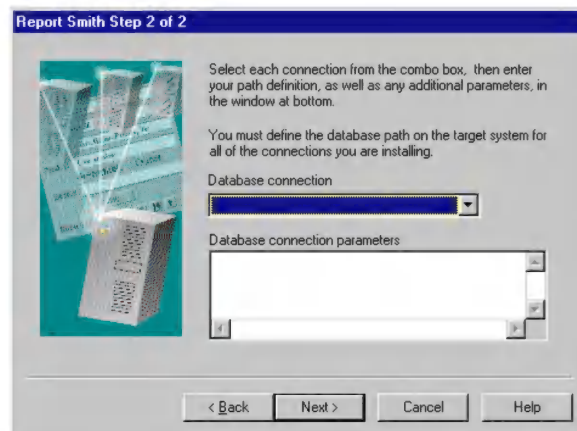 Report Smith Step 2 of 2
Select each connection from the combo box, then enter
your path definition, as well as any additional parameters, in
the window at bottom.
You must define the database path on the target system for
all of the connections you are installing.
Database connection
Database connection parameters
< Back
Next >
Cancel
Help